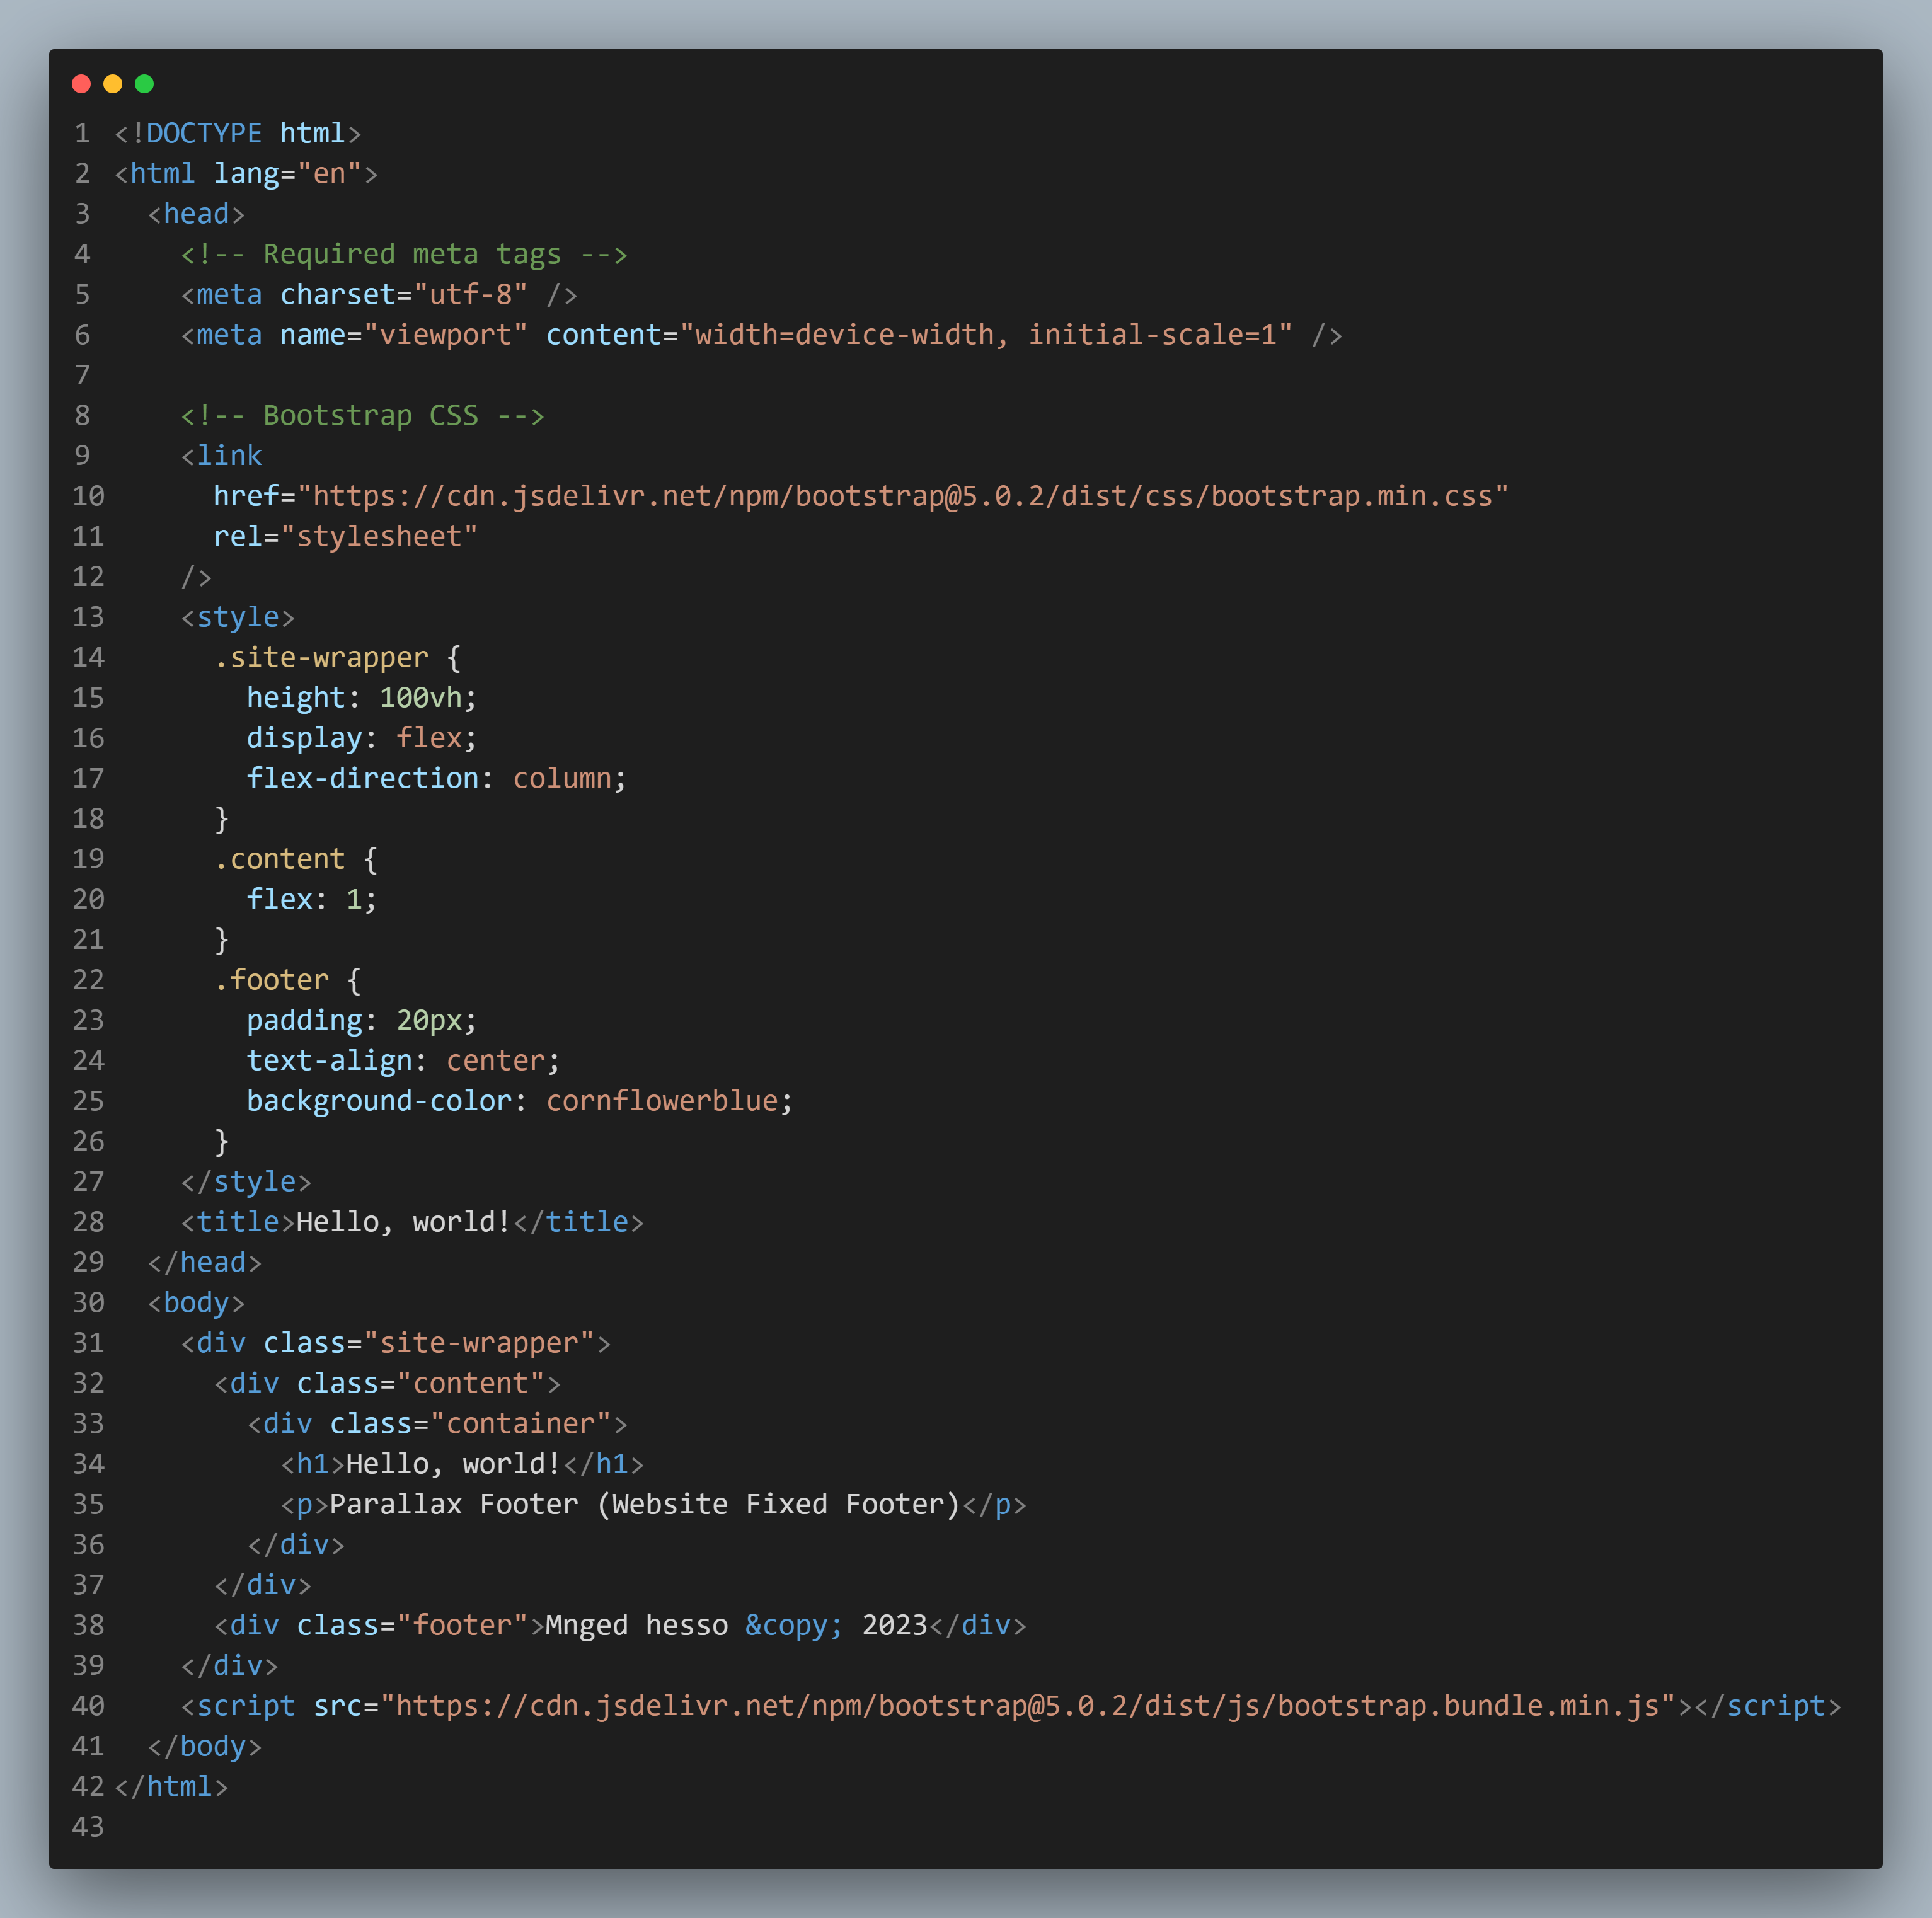 1 <!DOCTYPE html>
2 <html lang="en">
3   <head>
4     <!-- Required meta tags -->
5     <meta charset="utf-8" />
6     <meta name="viewport" content="width=device-width, initial-scale=1" />
7
8     <!-- Bootstrap CSS -->
9     <link
10       href="https://cdn.jsdelivr.net/npm/bootstrap@5.0.2/dist/css/bootstrap.min.css"
11       rel="stylesheet"
12     />
13     <style>
14       .site-wrapper {
15         height: 100vh;
16         display: flex;
17         flex-direction: column;
18       }
19       .content {
20         flex: 1;
21       }
22       .footer {
23         padding: 20px;
24         text-align: center;
25         background-color: cornflowerblue;
26       }
27     </style>
28     <title>Hello, world!</title>
29   </head>
30   <body>
31     <div class="site-wrapper">
32       <div class="content">
33         <div class="container">
34           <h1>Hello, world!</h1>
35           <p>Parallax Footer (Website Fixed Footer)</p>
36         </div>
37       </div>
38       <div class="footer">Mnged hesso &copy; 2023</div>
39     </div>
40     <script src="https://cdn.jsdelivr.net/npm/bootstrap@5.0.2/dist/js/bootstrap.bundle.min.js"></script>
41   </body>
42 </html>
43